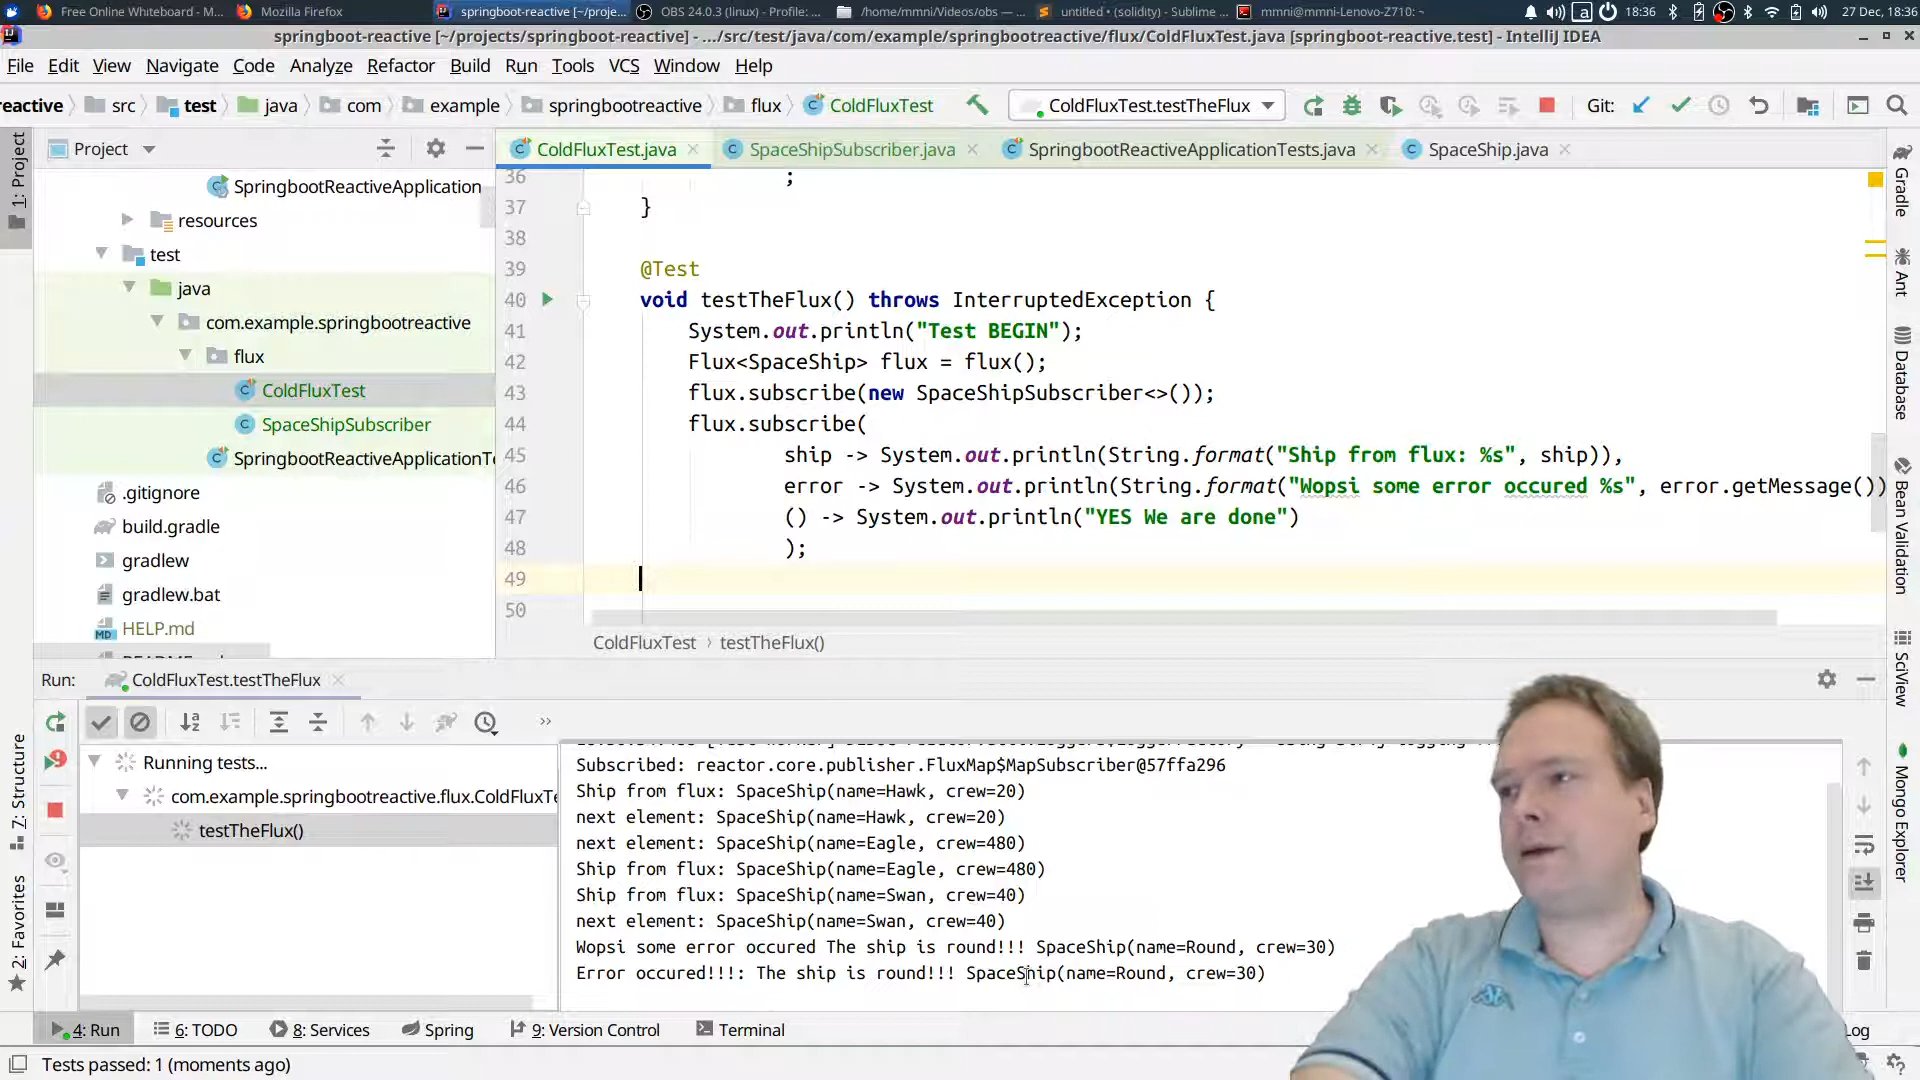 Free Online Whiteboard - M...
Mozilla Firefox
springboot-reactive [~/proje...
OBS 24.0.3 (linux) - Profile: ...
/home/mmni/Videos/obs — ...
untitled • (solidity) - Sublime ...
mmni@mmni-Lenovo-Z710: ~
a
18:36
27 Dec, 18:36
springboot-reactive [~/projects/springboot-reactive] - .../src/test/java/com/example/springbootreactive/flux/ColdFluxTest.java [springboot-reactive.test] - IntelliJ IDEA
File Edit View Navigate Code Analyze Refactor Build Run Tools VCS Window Help
reactive src test java com example springbootreactive flux ColdFluxTest
ColdFluxTest.testTheFlux
Git:
Project
ColdFluxTest.java
SpaceShipSubscriber.java
SpringbootReactiveApplicationTests.java
SpaceShip.java
1: Project
SpringbootReactiveApplication
resources
test
java
com.example.springbootreactive
flux
ColdFluxTest
SpaceShipSubscriber
SpringbootReactiveApplicationTe
.gitignore
build.gradle
gradlew
gradlew.bat
HELP.md
36 ;
37 }
38
39 @Test
40 void testTheFlux() throws InterruptedException {
41 System.out.println("Test BEGIN");
42 Flux<SpaceShip> flux = flux();
43 flux.subscribe(new SpaceShipSubscriber<>());
44 flux.subscribe(
45 ship -> System.out.println(String.format("Ship from flux: %s", ship)),
46 error -> System.out.println(String.format("Wopsi some error occured %s", error.getMessage())
47 () -> System.out.println("YES We are done")
48 );
49
50
ColdFluxTest › testTheFlux()
Gradle
Ant
Database
Bean Validation
SciView
Mongo Explorer
Run: ColdFluxTest.testTheFlux
Running tests...
com.example.springbootreactive.flux.ColdFluxTe
testTheFlux()
Z: Structure
2: Favorites
Subscribed: reactor.core.publisher.FluxMap$MapSubscriber@57ffa296
Ship from flux: SpaceShip(name=Hawk, crew=20)
next element: SpaceShip(name=Hawk, crew=20)
next element: SpaceShip(name=Eagle, crew=480)
Ship from flux: SpaceShip(name=Eagle, crew=480)
Ship from flux: SpaceShip(name=Swan, crew=40)
next element: SpaceShip(name=Swan, crew=40)
Wopsi some error occured The ship is round!!! SpaceShip(name=Round, crew=30)
Error occured!!!: The ship is round!!! SpaceShip(name=Round, crew=30)
4: Run
6: TODO
8: Services
Spring
9: Version Control
Terminal
Log
Tests passed: 1 (moments ago)